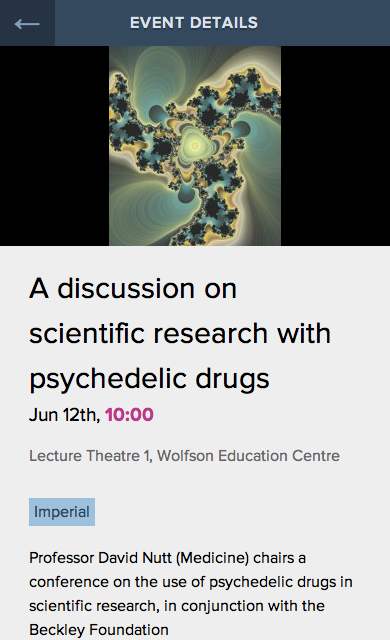 EVENT DETAILS
A discussion on
scientific research with
psychedelic drugs
Jun 12th, 10:00
Lecture Theatre 1, Wolfson Education Centre
Imperial
Professor David Nutt (Medicine) chairs a
conference on the use of psychedelic drugs in
scientific research, in conjunction with the
Beckley Foundation